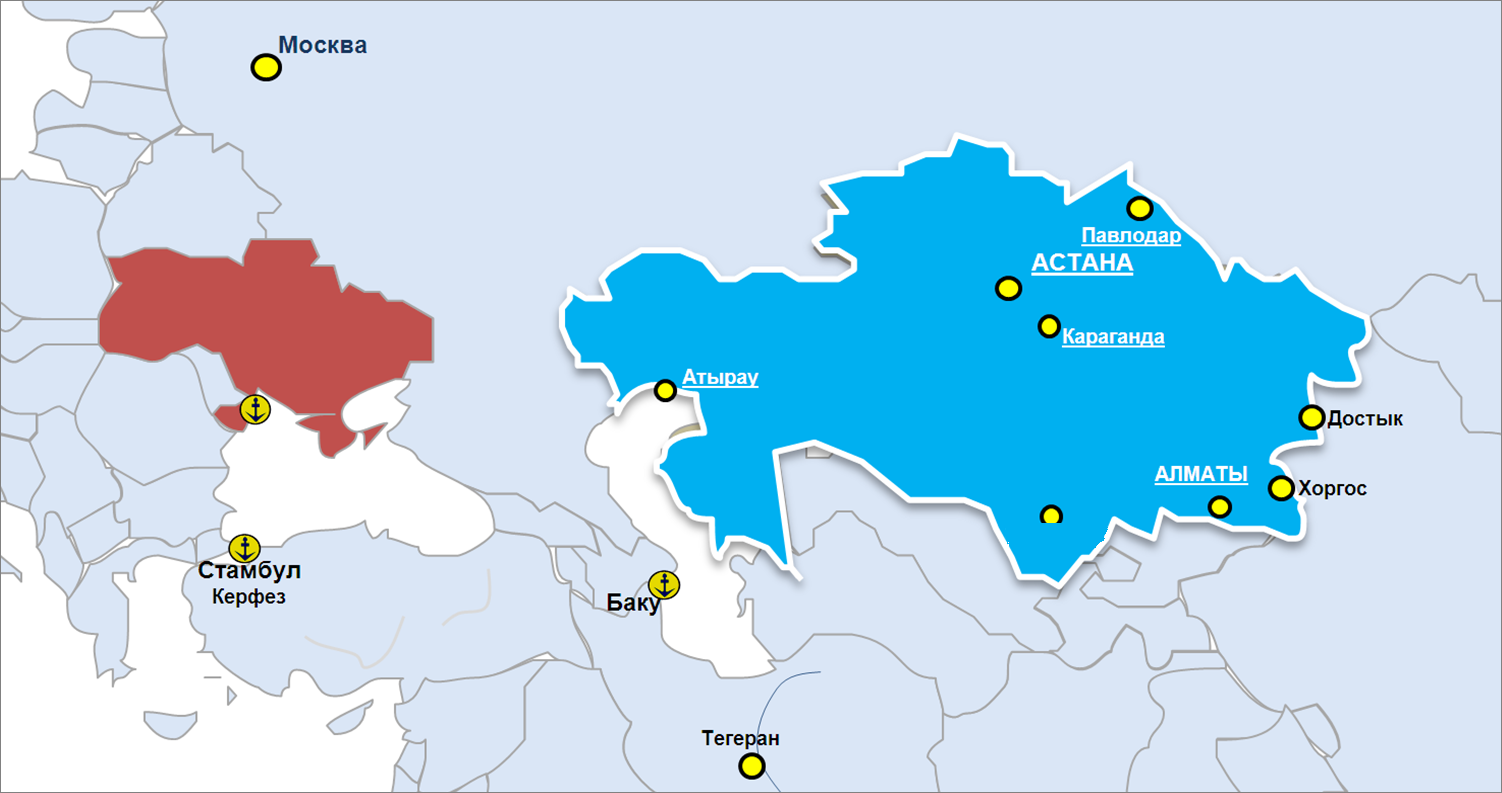 Москва
Павлодар
АСТАНА
Караганда
Атырау
Достык
АЛМАТЫ
Хоргос
Стамбул
Керфез
Баку
Тегеран